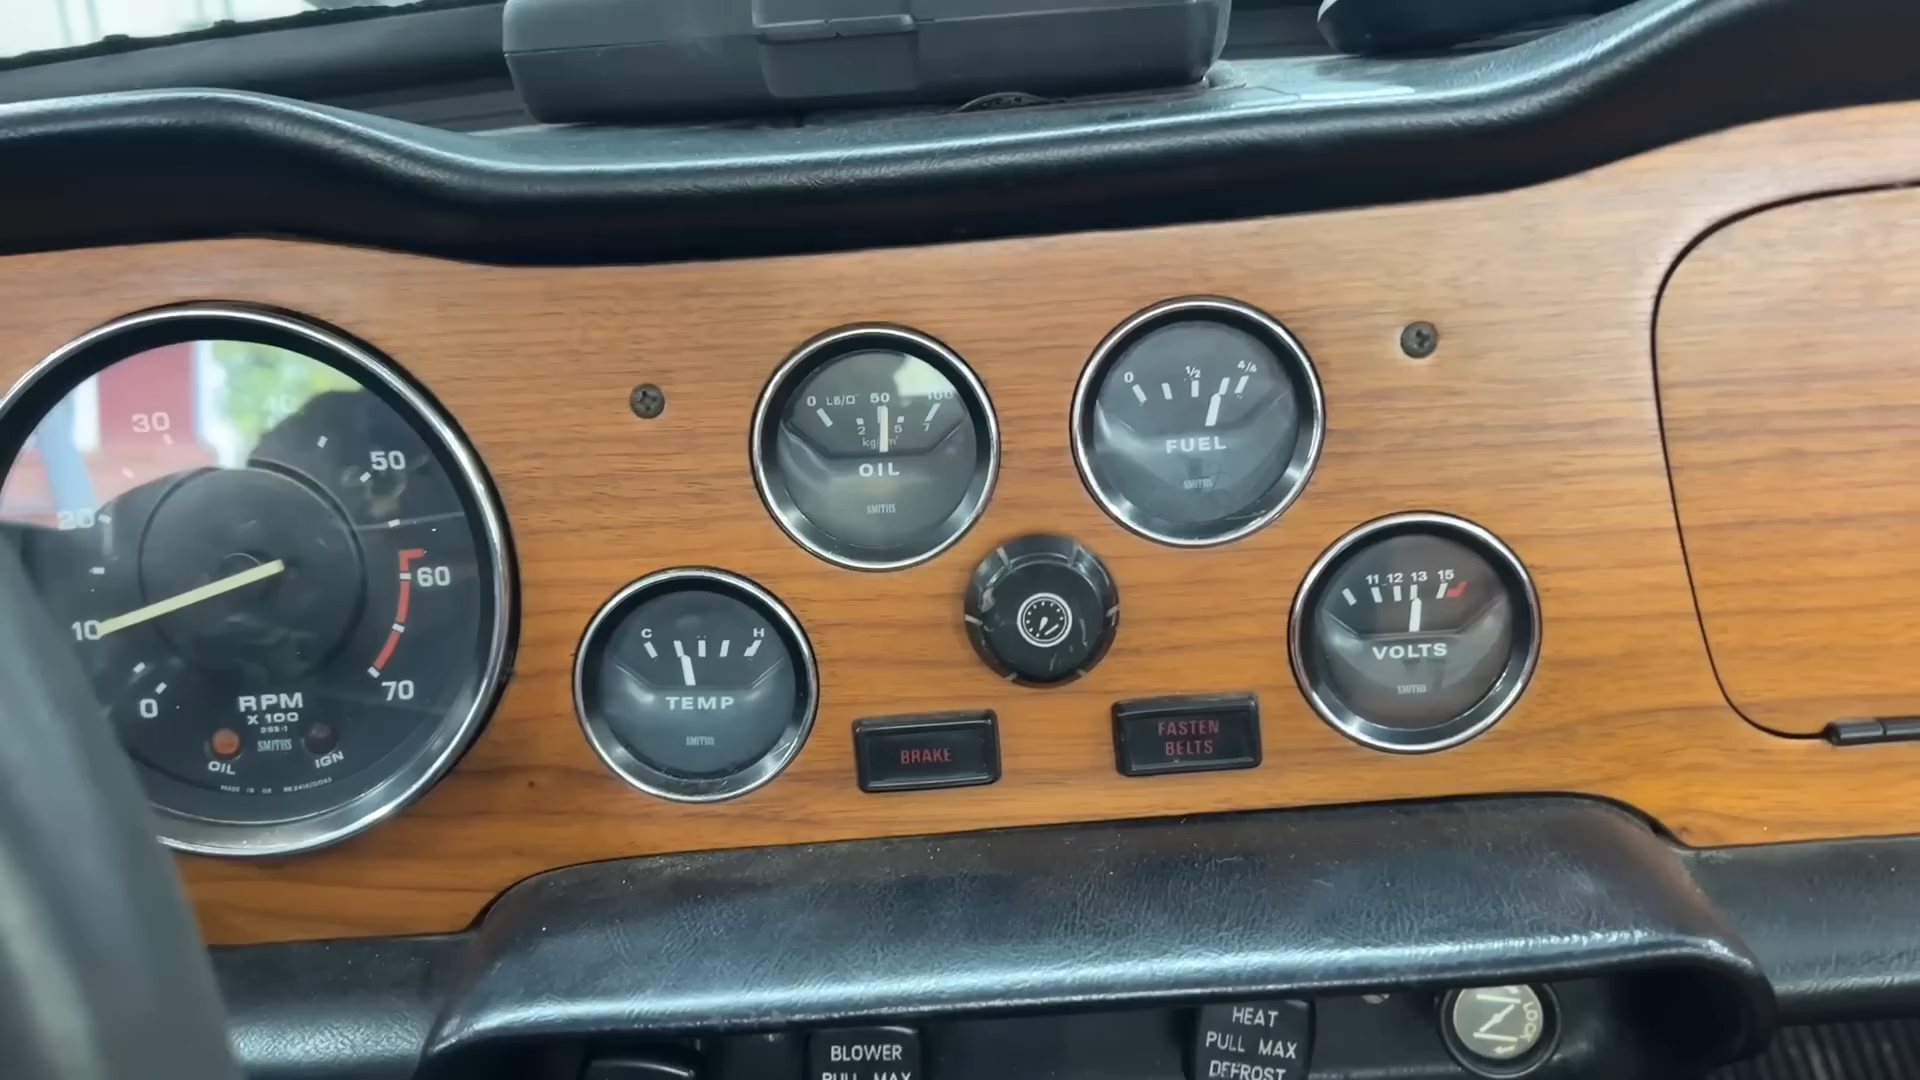 30
40
50
20
60
10
0
70
RPM
X 100
SMITHS
OIL
IGN
0 LB/□" 50 100
2 5 7
OIL
SMITHS
0 1/2 4/4
FUEL
SMITHS
C H
TEMP
SMITHS
11 12 13 15
VOLTS
SMITHS
BRAKE
FASTEN
BELTS
BLOWER
PULL MAX
HEAT
PULL MAX
DEFROST